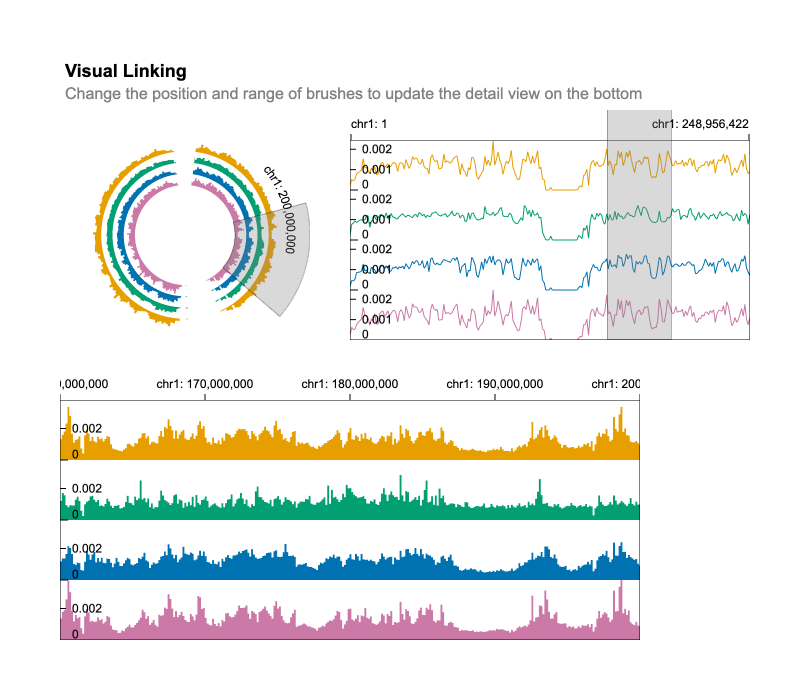 Visual Linking
Change the position and range of brushes to update the detail view on the bottom
chr1: 200,000,000
chr1: 1
chr1: 248,956,422
0.002
0.001
0
0.002
0.001
0
0.002
0.001
0
0.002
0.001
0
0,000,000
chr1: 170,000,000
chr1: 180,000,000
chr1: 190,000,000
chr1: 200
0.002
0
0.002
0
0.002
0
0.002
0